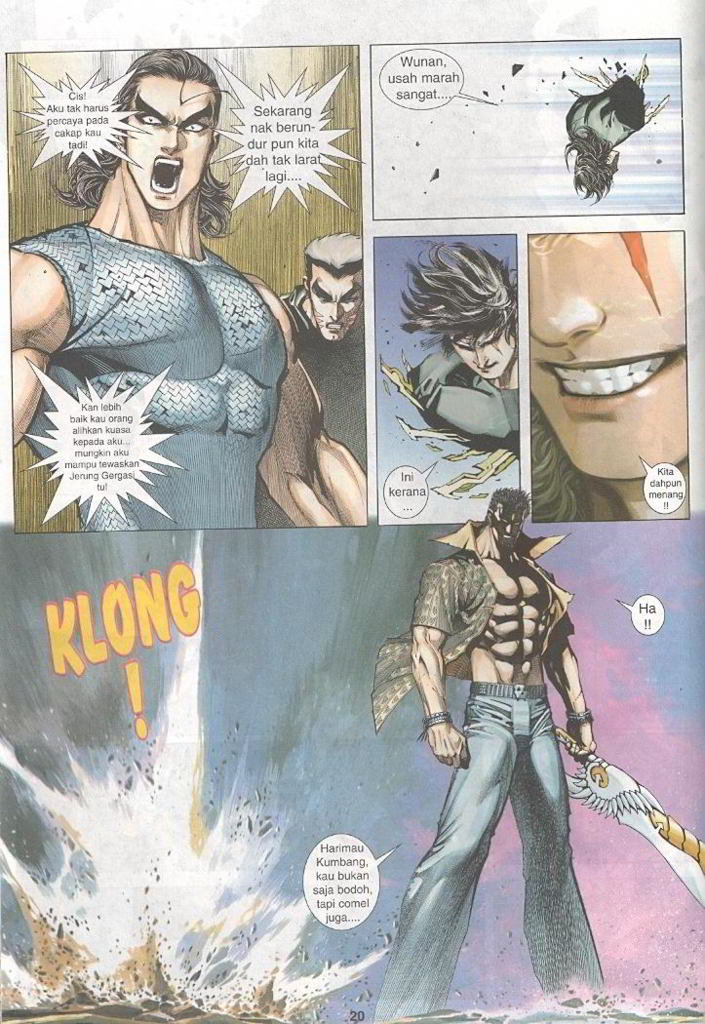 Cis!
Aku tak harus
percaya pada
cakap kau
tadi!
Sekarang
nak berun-
dur pun kita
dah tak larat
lagi....
Kan lebih
baik kau orang
alihkan kuasa
kepada aku...
mungkin aku
mampu tewaskan
Jerung Gergasi
tu!
Wunan,
usah marah
sangat....
Ini
kerana
...
Kita
dahpun
menang
!!
KLONG
!
Ha
!!
Harimau
Kumbang,
kau bukan
saja bodoh,
tapi comel
juga....
20